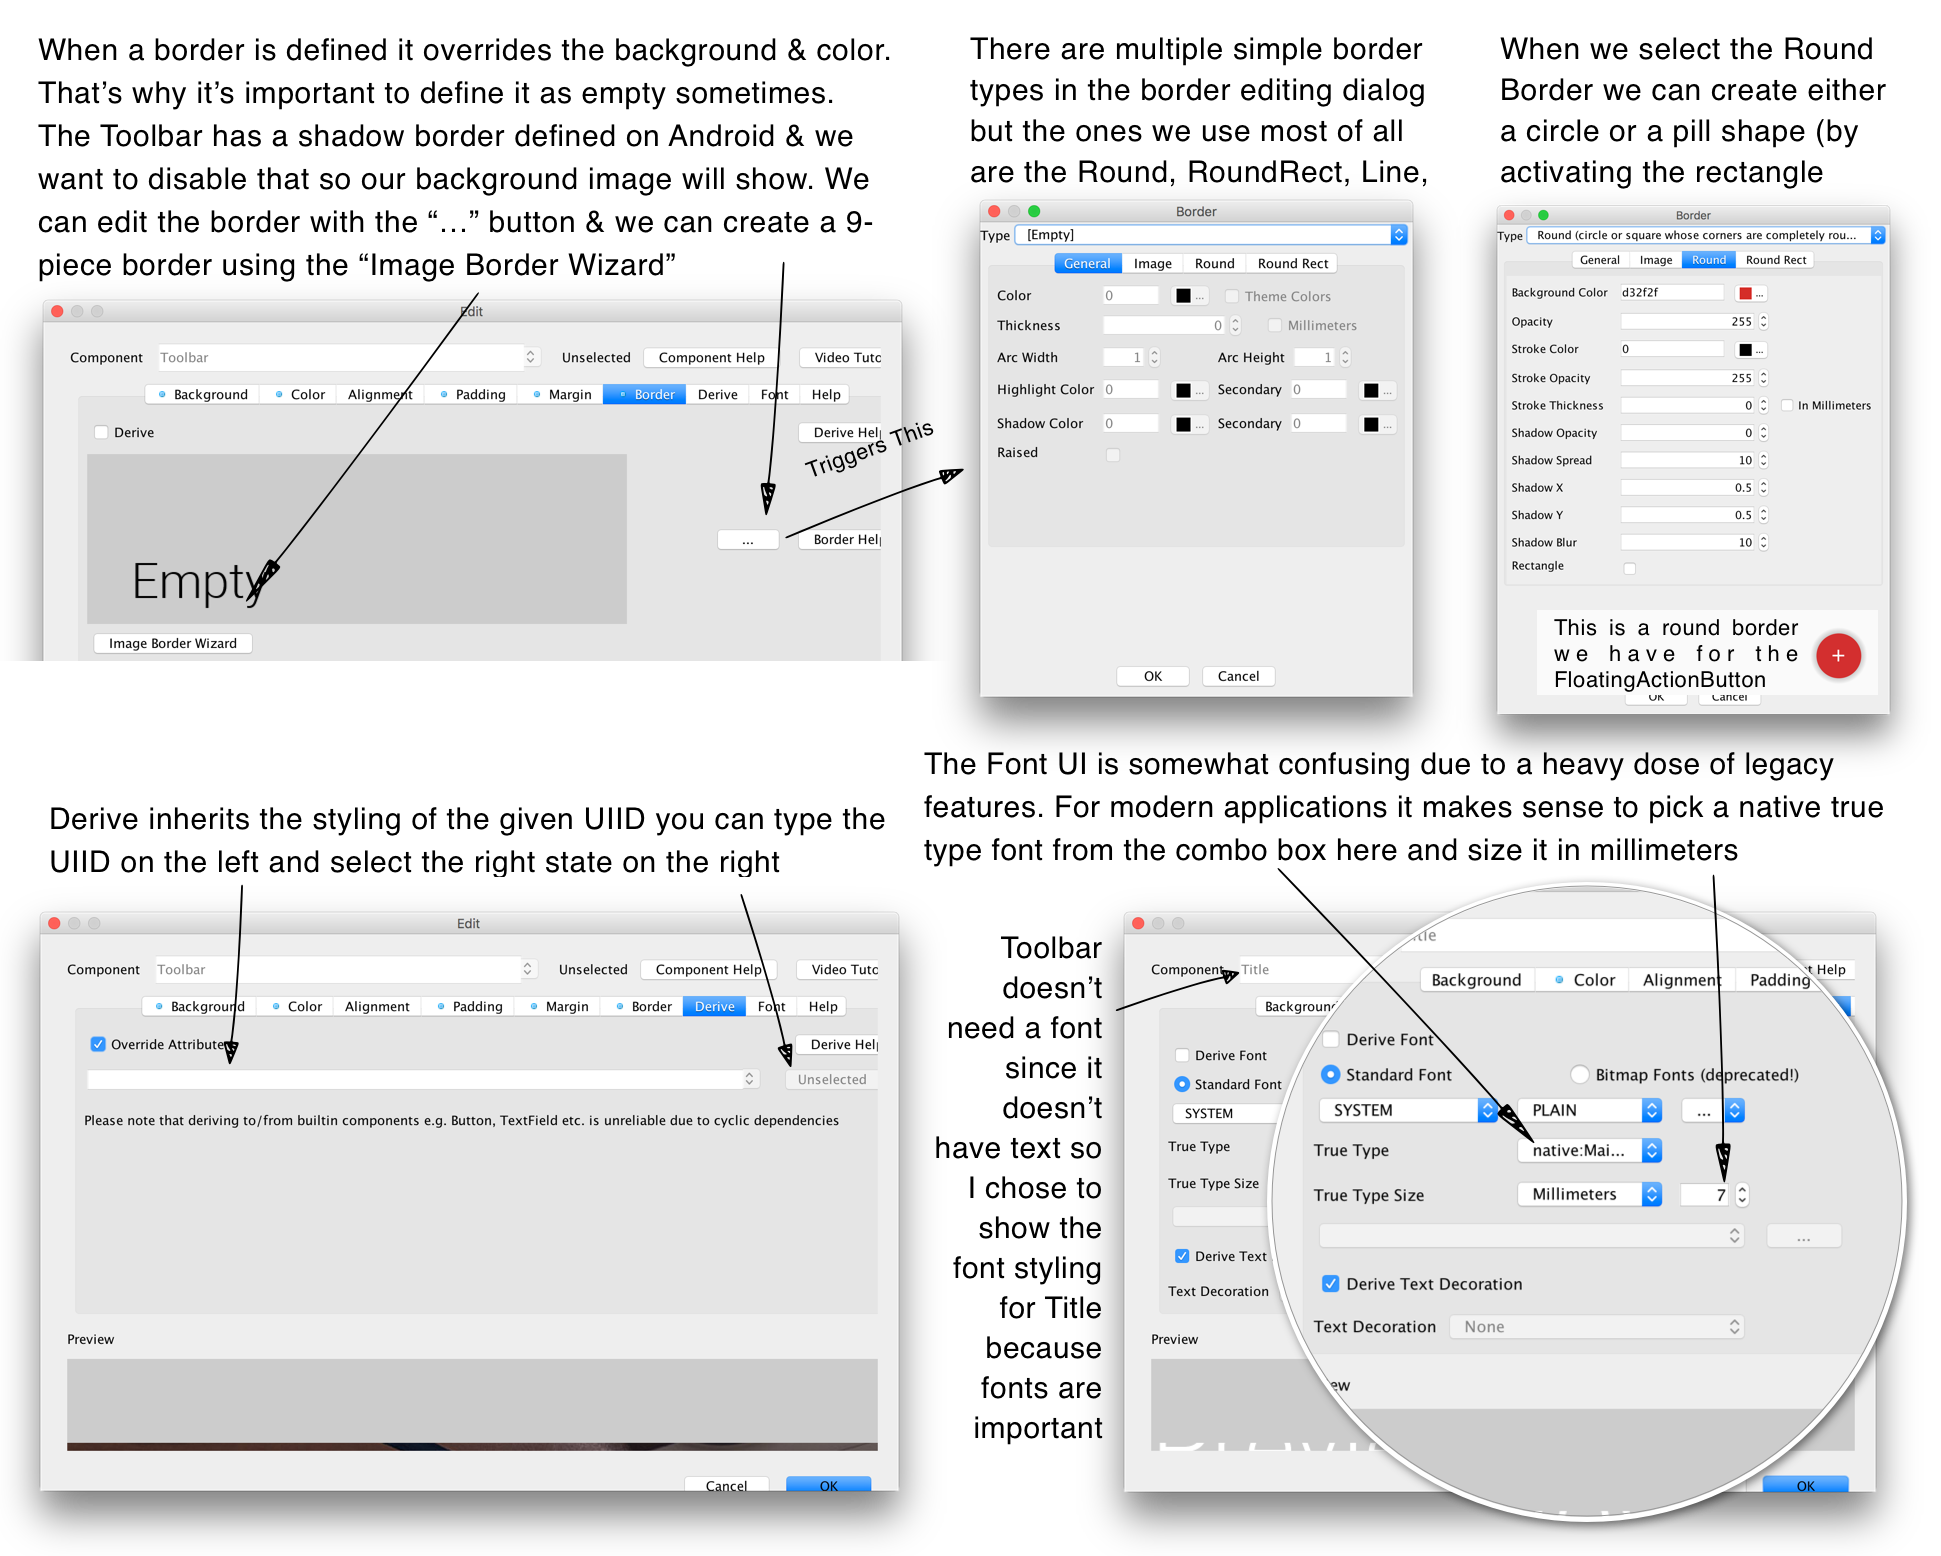 When a border is defined it overrides the background & color.
That's why it's important to define it as empty sometimes.
The Toolbar has a shadow border defined on Android & we
want to disable that so our background image will show. We
can edit the border with the “…” button & we can create a 9-
piece border using the “Image Border Wizard”
Edit
Component Toolbar Unselected Component Help Video Tuto
Background Color Alignment Padding Margin Border Derive Font Help
Derive Derive Help
Triggers This
... Border Help
Empty
Image Border Wizard
There are multiple simple border
types in the border editing dialog
but the ones we use most of all
are the Round, RoundRect, Line,
Border
Type [Empty]
General Image Round Round Rect
Color 0 ... Theme Colors
Thickness 0 Millimeters
Arc Width 1 Arc Height 1
Highlight Color 0 ... Secondary 0 ...
Shadow Color 0 ... Secondary 0 ...
Raised
OK Cancel
When we select the Round
Border we can create either
a circle or a pill shape (by
activating the rectangle
Border
Type Round (circle or square whose corners are completely rou...
General Image Round Round Rect
Background Color d32f2f ...
Opacity 255
Stroke Color 0 ...
Stroke Opacity 255
Stroke Thickness 0 In Millimeters
Shadow Opacity 0
Shadow Spread 10
Shadow X 0.5
Shadow Y 0.5
Shadow Blur 10
Rectangle
This is a round border
we have for the
FloatingActionButton
+
OK Cancel
Derive inherits the styling of the given UIID you can type the
UIID on the left and select the right state on the right
Edit
Component Toolbar Unselected Component Help Video Tuto
Background Color Alignment Padding Margin Border Derive Font Help
Override Attribute Derive Help
Unselected
Please note that deriving to/from builtin components e.g. Button, TextField etc. is unreliable due to cyclic dependencies
Preview
Cancel OK
The Font UI is somewhat confusing due to a heavy dose of legacy
features. For modern applications it makes sense to pick a native true
type font from the combo box here and size it in millimeters
Toolbar
doesn't
need a font
since it
doesn't
have text so
I chose to
show the
font styling
for Title
because
fonts are
important
Component Title
Background
Derive Font
Standard Font
SYSTEM
True Type
True Type Size
Derive Text
Text Decoration
Preview
itle
t Help
Background Color Alignment Padding
Derive Font
Standard Font Bitmap Fonts (deprecated!)
SYSTEM PLAIN ...
True Type native:Mai...
True Type Size Millimeters 7
...
Derive Text Decoration
Text Decoration None
ew
OK